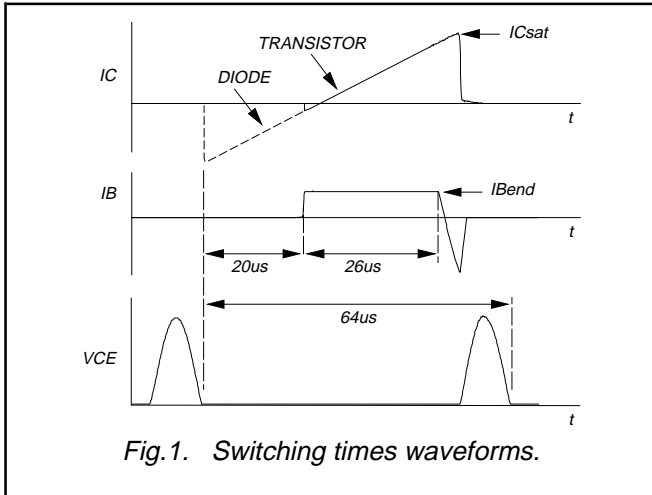 ICsat
TRANSISTOR
IC
DIODE
t
IB
IBend
t
20us
26us
64us
VCE
t
Fig.1. Switching times waveforms.